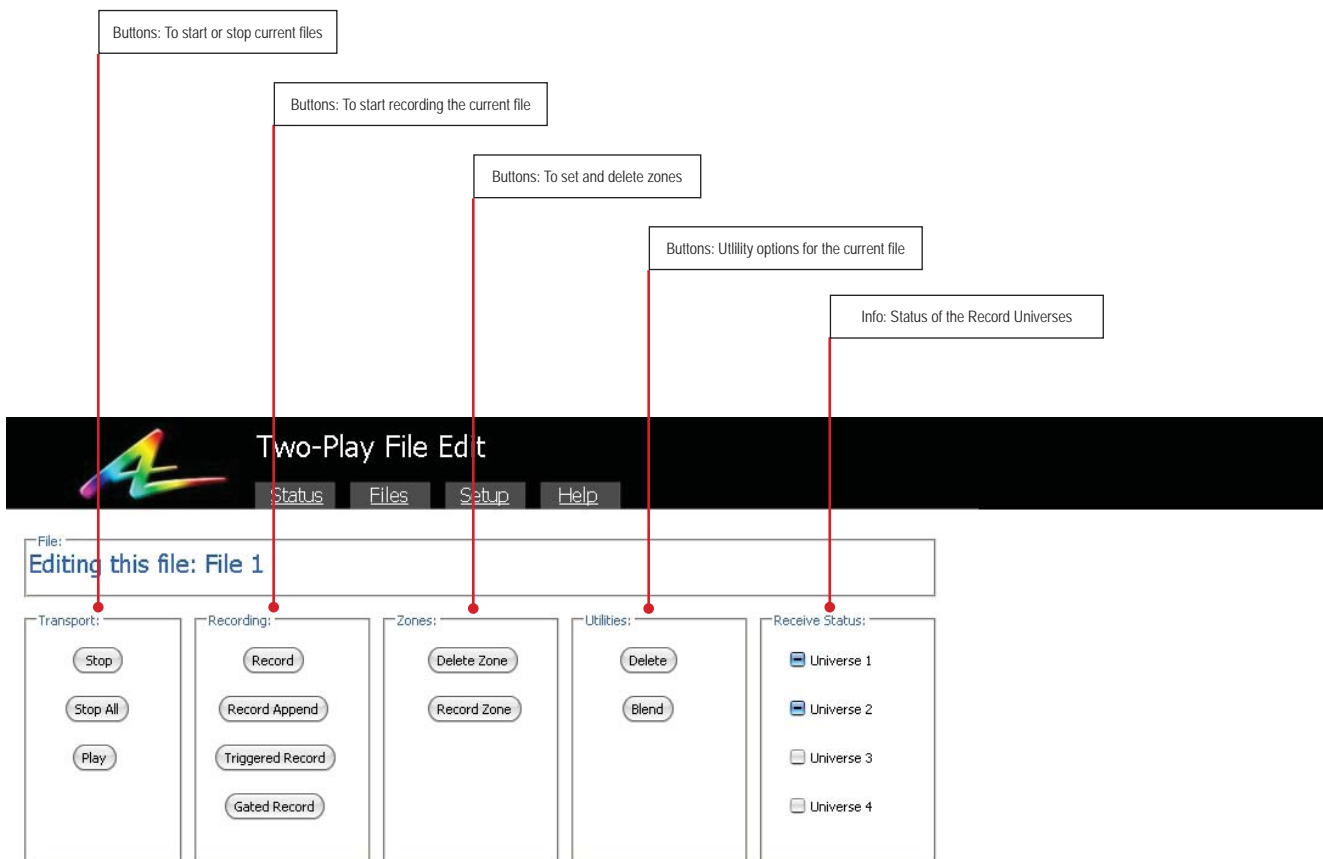 Buttons: To start or stop current files
Buttons: To start recording the current file
Buttons: To set and delete zones
Buttons: Utlility options for the current file
Info: Status of the Record Universes
Two-Play File Edit
Status Files Setup Help
File:
Editing this file: File 1
Transport:
Stop
Stop All
Play
Recording:
Record
Record Append
Triggered Record
Gated Record
Zones:
Delete Zone
Record Zone
Utilities:
Delete
Blend
Receive Status:
Universe 1
Universe 2
Universe 3
Universe 4